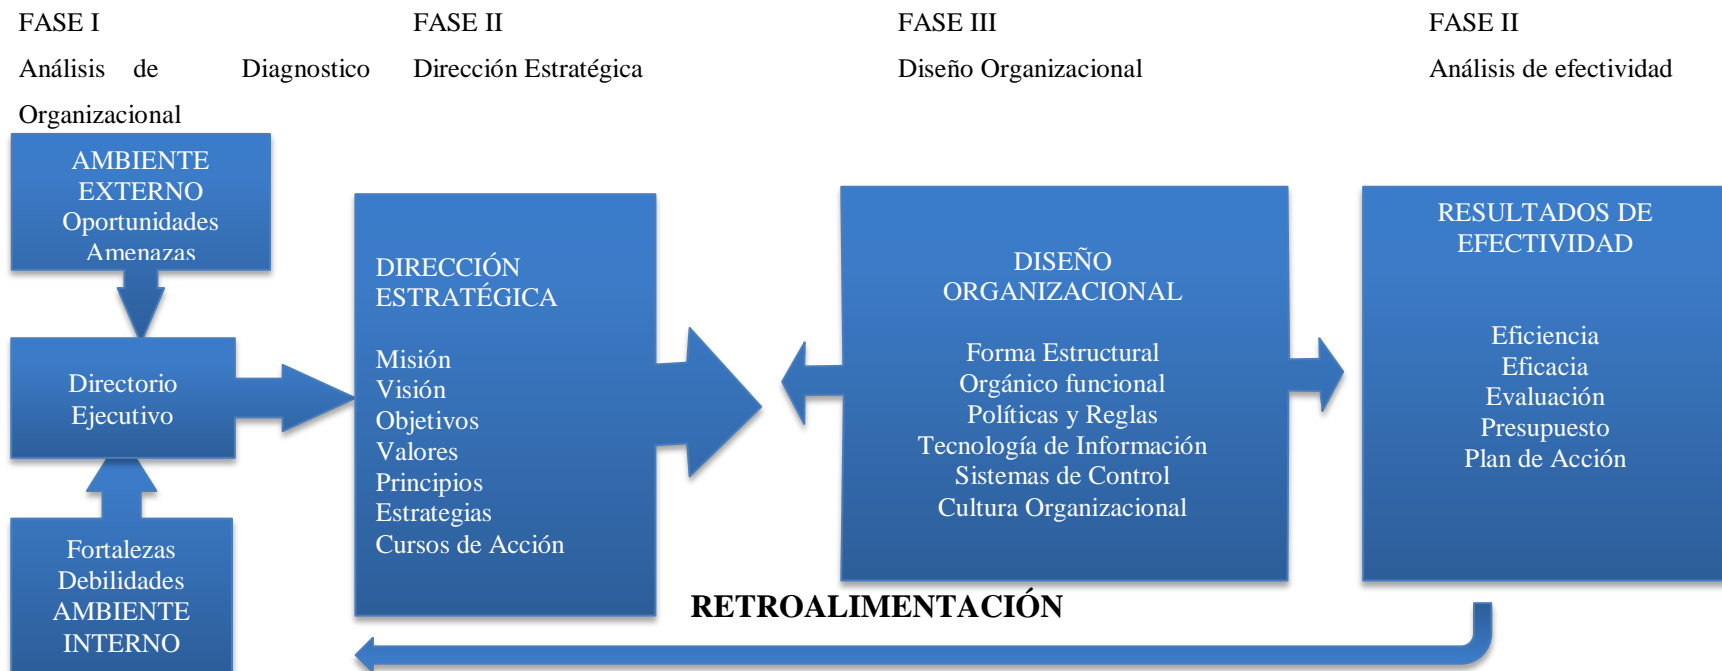 FASE I
Análisis de Diagnostico
Organizacional
FASE II
Dirección Estratégica
FASE III
Diseño Organizacional
FASE II
Análisis de efectividad
AMBIENTE
EXTERNO
Oportunidades
Amenazas
Directorio
Ejecutivo
Fortalezas
Debilidades
AMBIENTE
INTERNO
DIRECCIÓN
ESTRATÉGICA
Misión
Visión
Objetivos
Valores
Principios
Estrategias
Cursos de Acción
DISEÑO
ORGANIZACIONAL
Forma Estructural
Orgánico funcional
Políticas y Reglas
Tecnología de Información
Sistemas de Control
Cultura Organizacional
RESULTADOS DE
EFECTIVIDAD
Eficiencia
Eficacia
Evaluación
Presupuesto
Plan de Acción
RETROALIMENTACIÓN